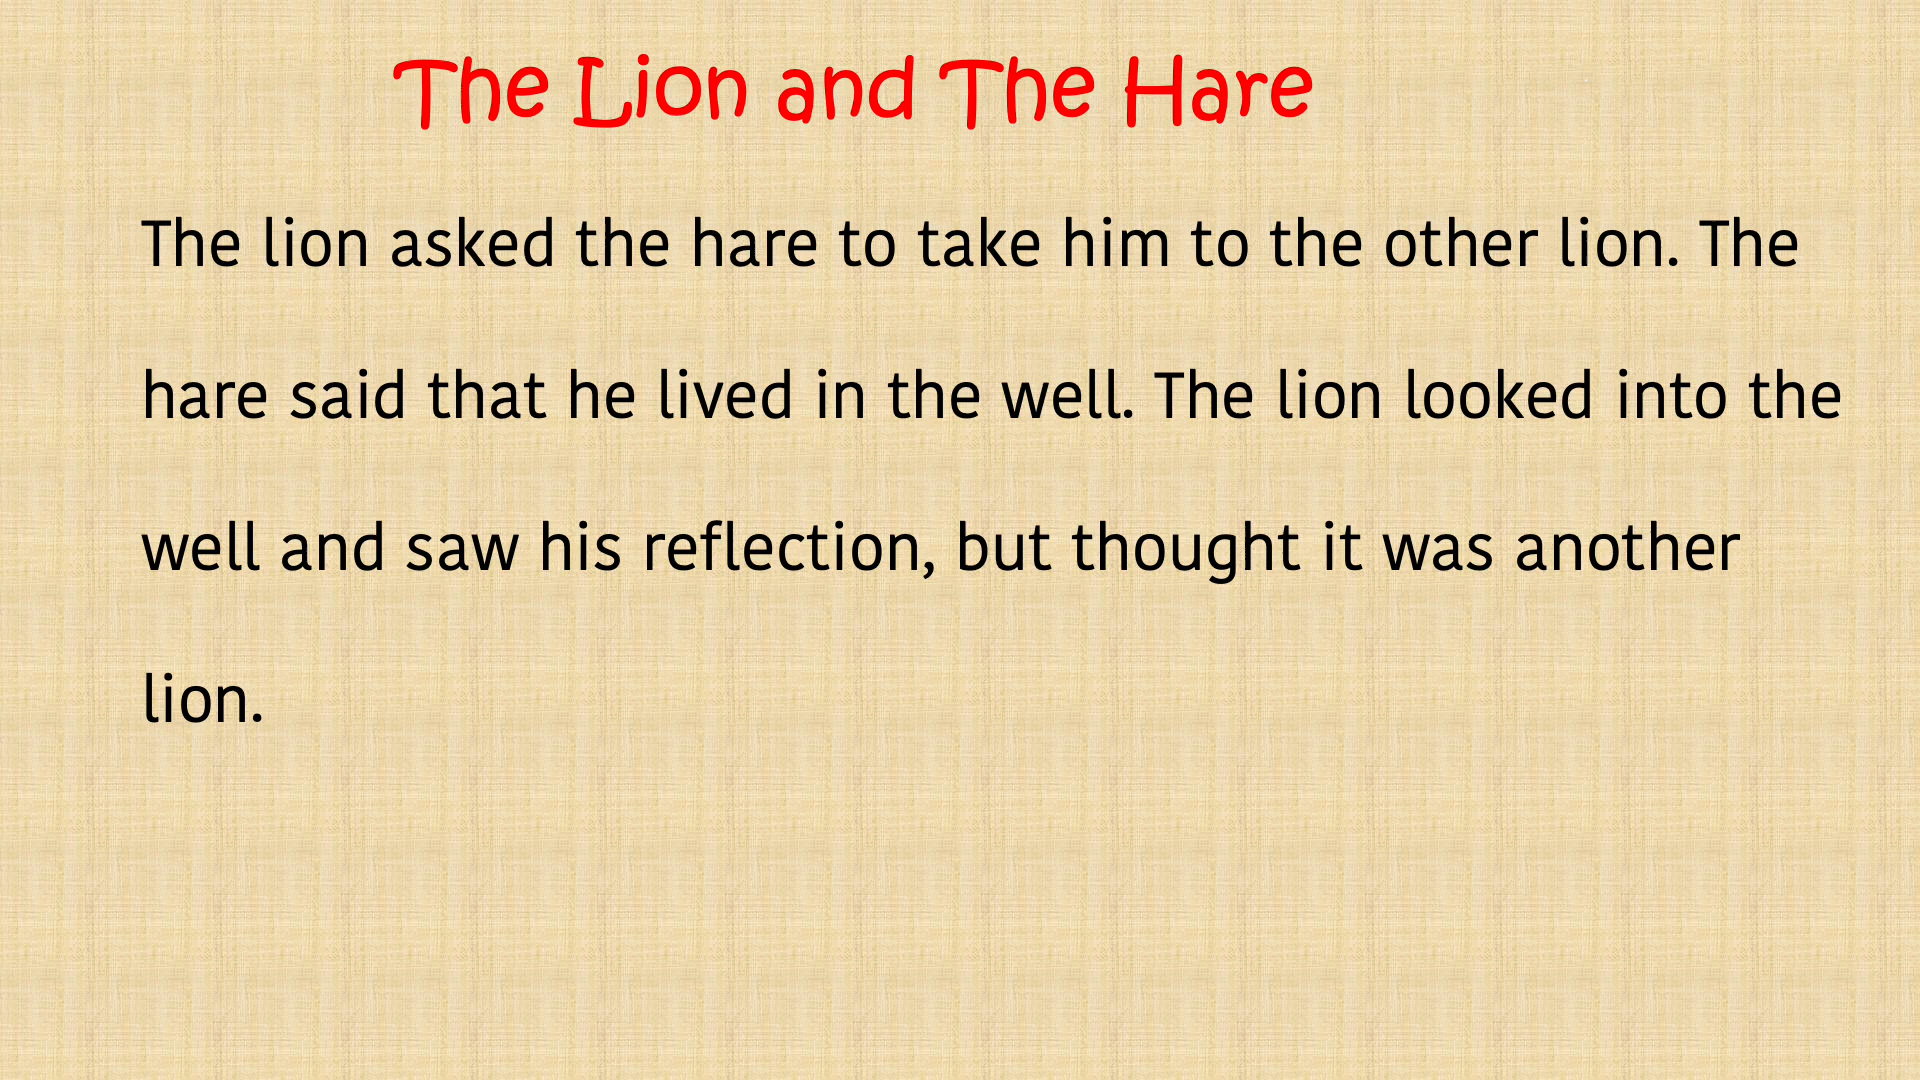 The Lion and The Hare
The lion asked the hare to take him to the other lion. The
hare said that he lived in the well. The lion looked into the
well and saw his reflection, but thought it was another
lion.